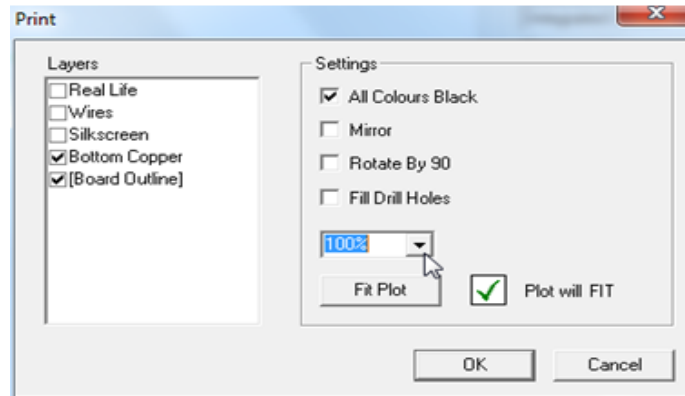 Print
Layers
Real Life
Wires
Silkscreen
Bottom Copper
[Board Outline]
Settings
All Colours Black
Mirror
Rotate By 90
Fill Drill Holes
100%
Fit Plot
Plot will FIT
OK
Cancel